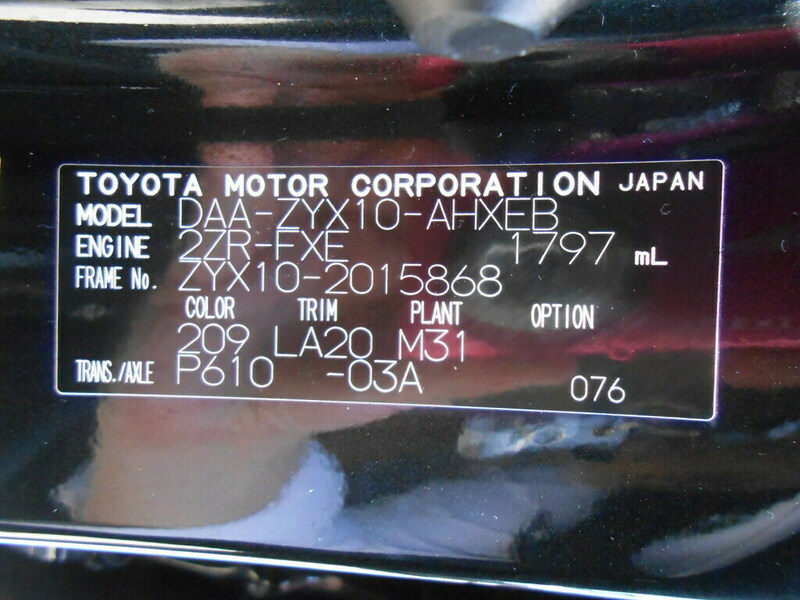 TOYOTA MOTOR CORPORATION JAPAN
MODEL DAA-ZYX10-AHXEB
ENGINE 2ZR-FXE 1797 mL
FRAME No. ZYX10-2015868
COLOR TRIM PLANT OPTION
209 LA20 M31
TRANS./AXLE P610 -03A 076